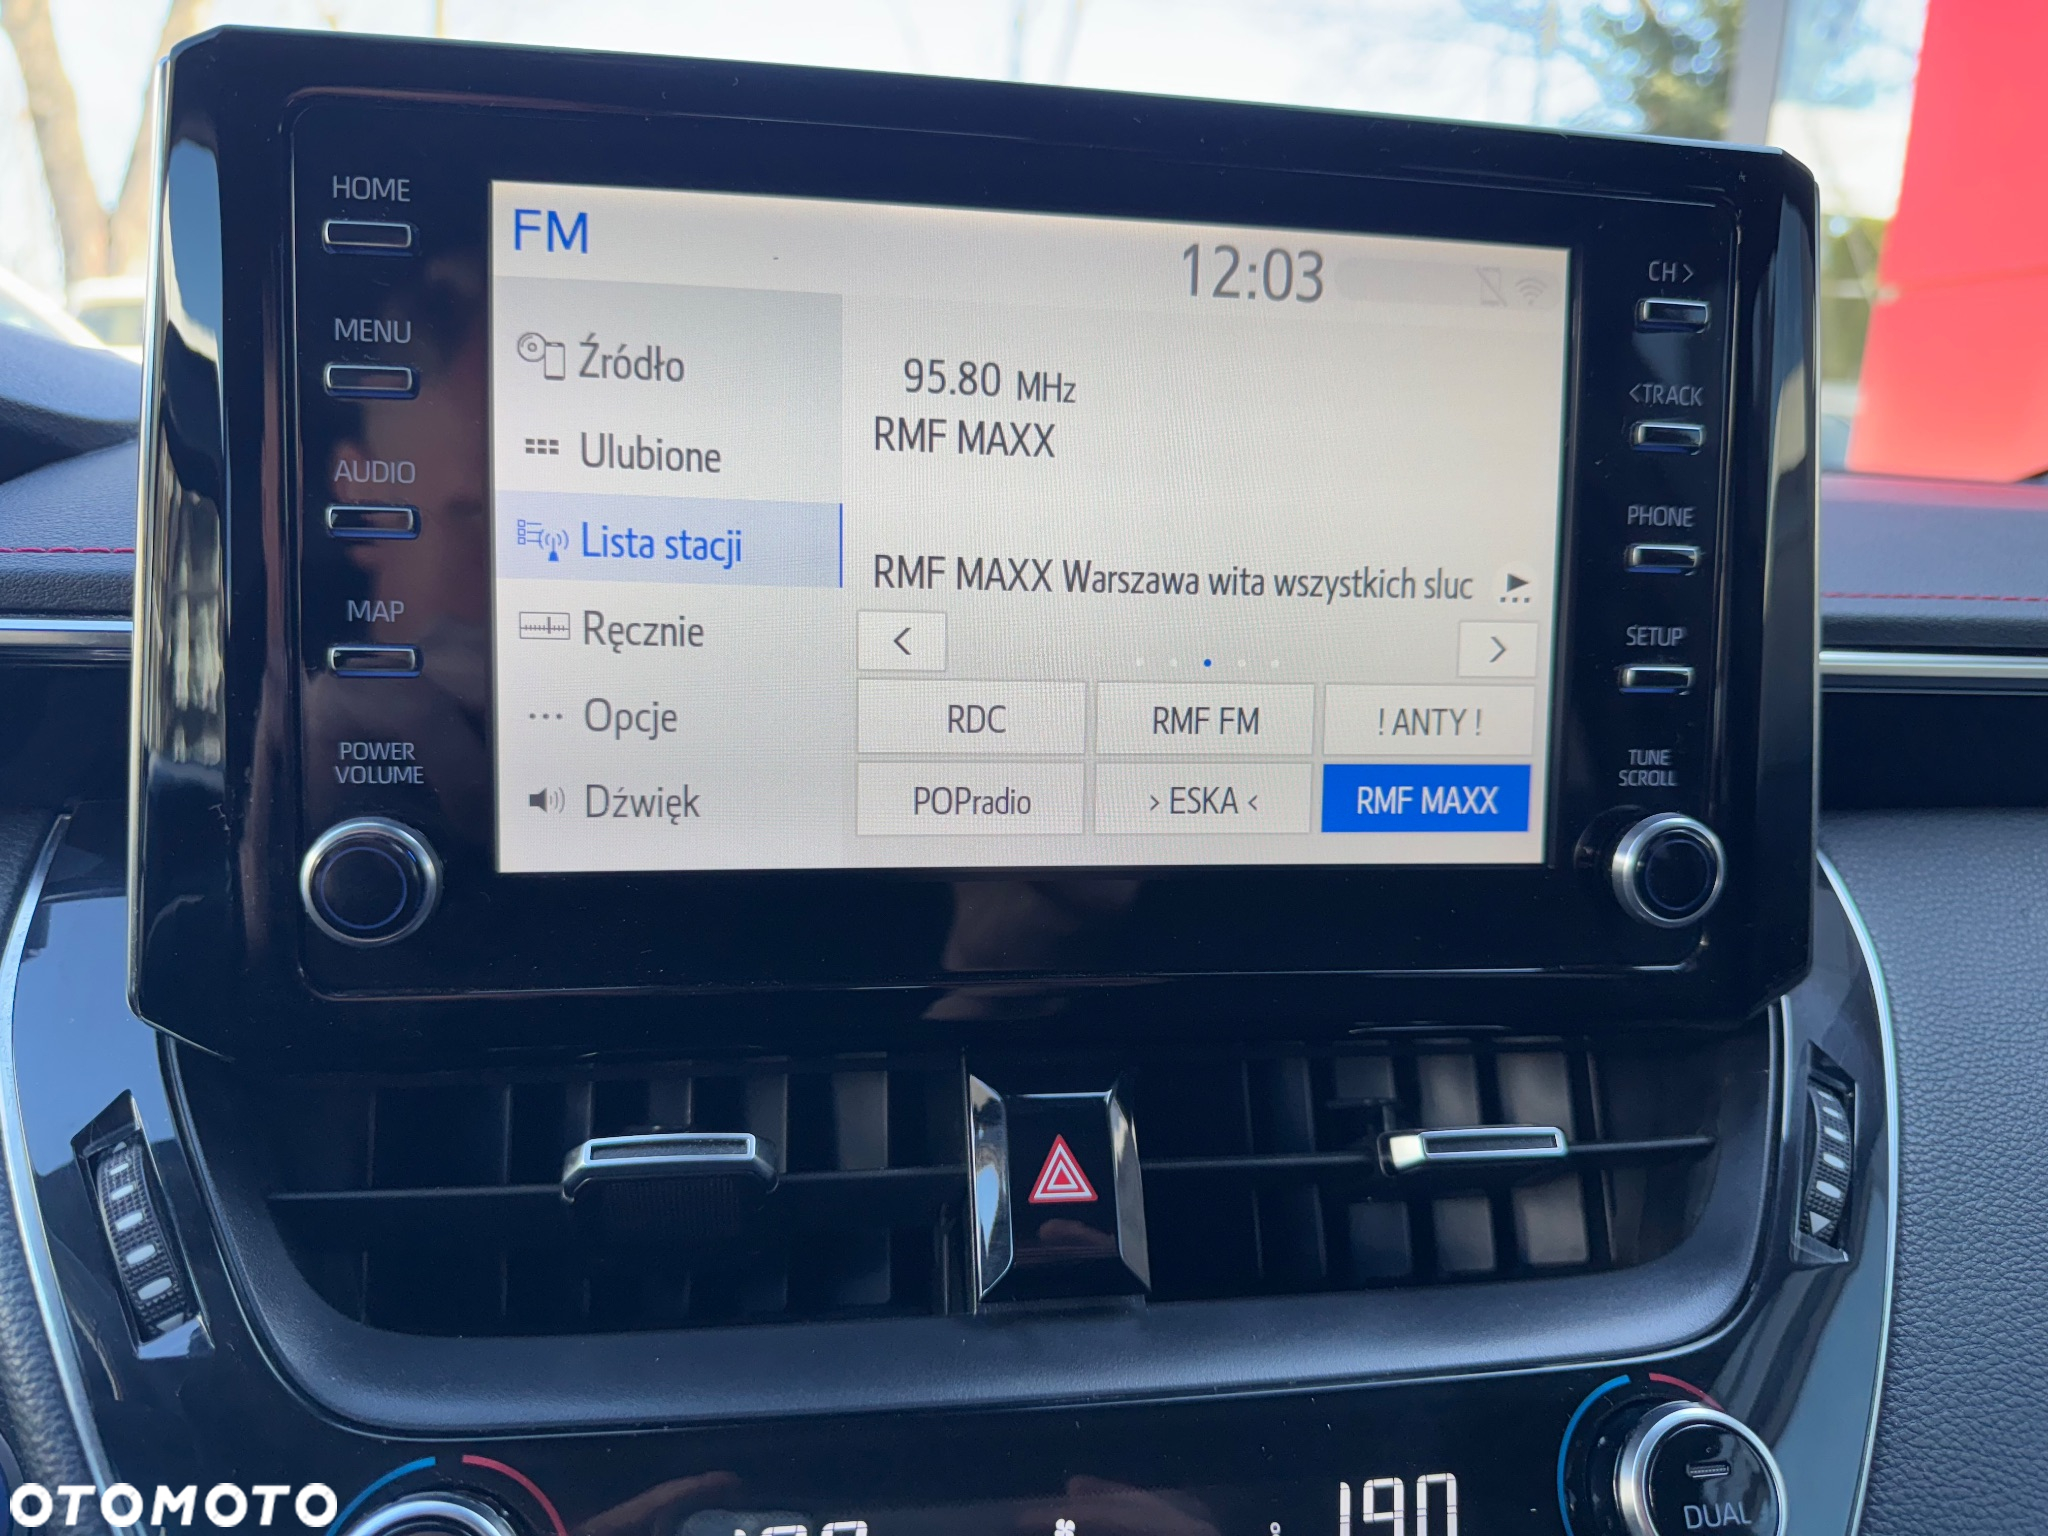 HOME
MENU
AUDIO
MAP
POWER
VOLUME
FM
12:03
Źródło
Ulubione
Lista stacji
Ręcznie
Opcje
Dźwięk
95.80 MHz
RMF MAXX
RMF MAXX Warszawa wita wszystkich sluc
RDC
RMF FM
! ANTY !
POPradio
› ESKA ‹
RMF MAXX
CH>
<TRACK
PHONE
SETUP
TUNE
SCROLL
190
DUAL
OTOMOTO